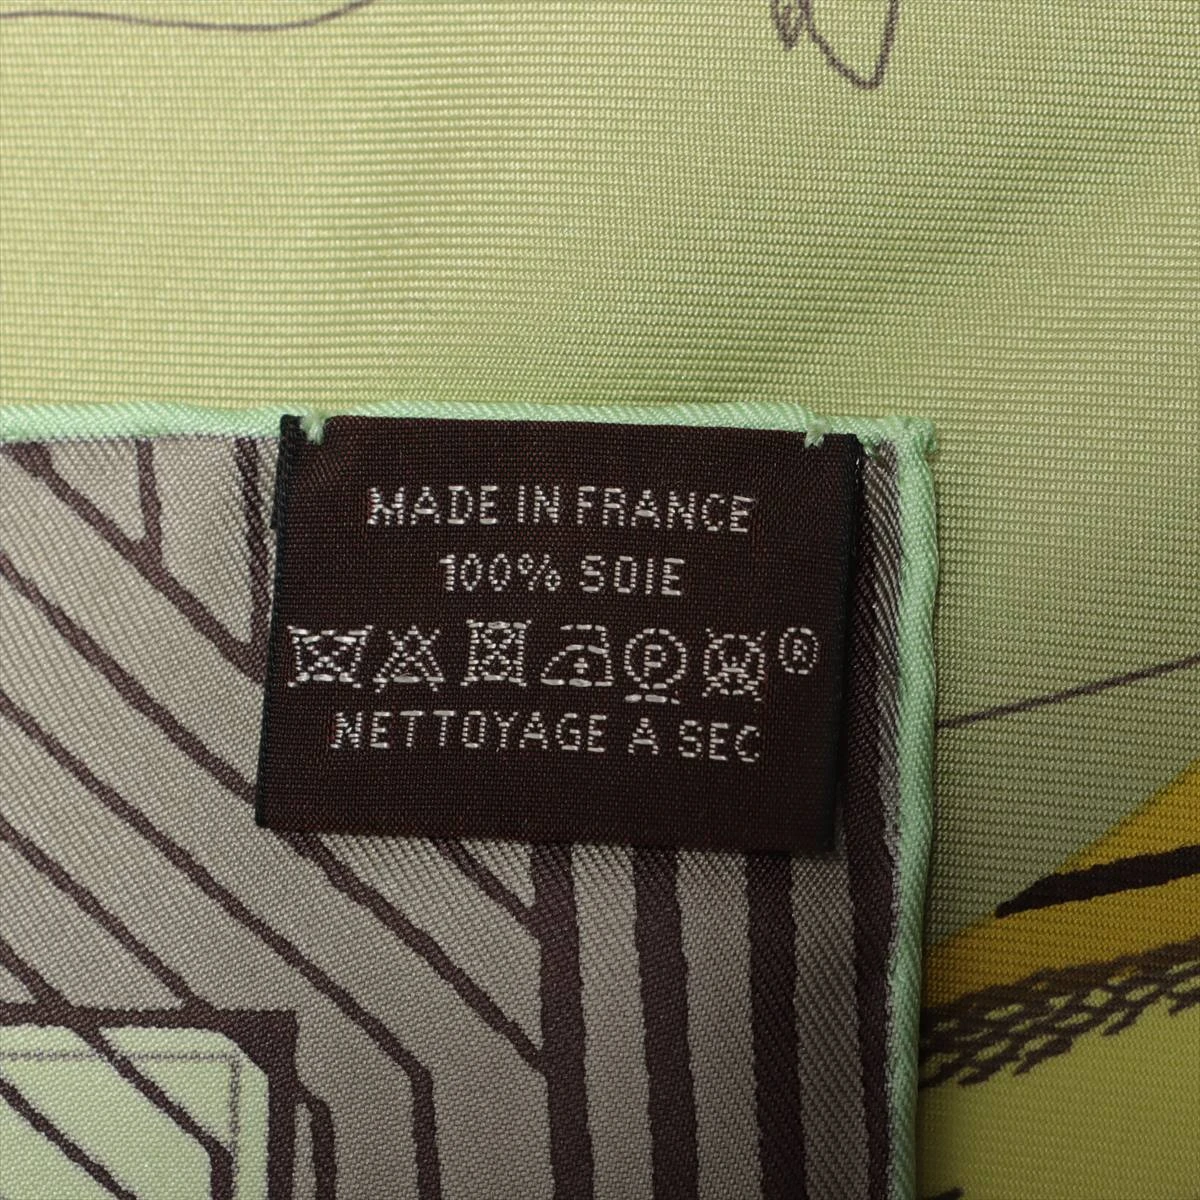 MADE IN FRANCE
100% SOIE
P W ®
NETTOYAGE A SEC